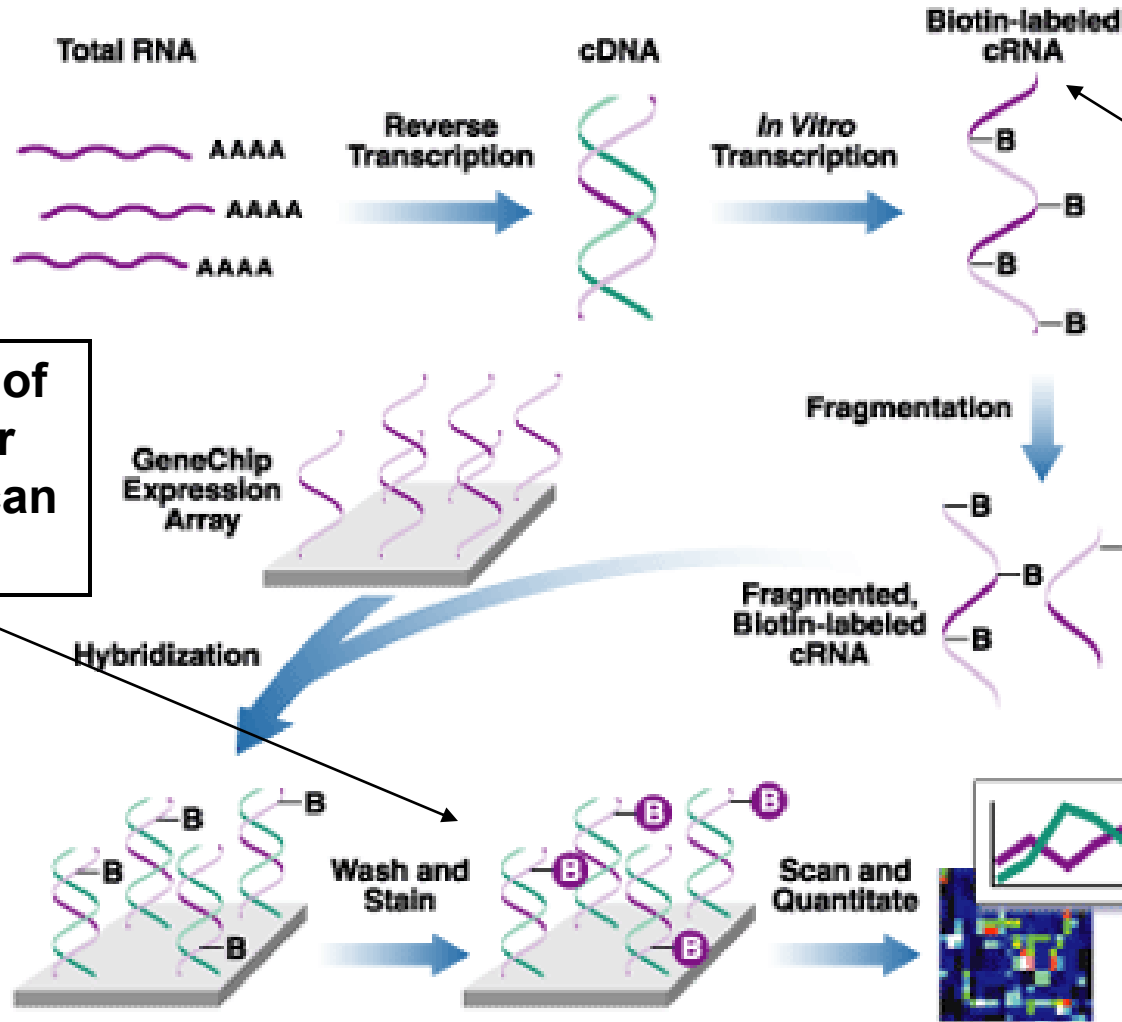 Total RNA
cDNA
Biotin-labeled
cRNA
AAAA
AAAA
AAAA
Reverse
Transcription
In Vitro
Transcription
B
B
B
B
of
r
an
GeneChip
Expression
Array
Fragmentation
B
B
B
Fragmented,
Biotin-labeled
cRNA
Hybridization
B
B
B
B
Wash and
Stain
B
B
B
B
Scan and
Quantitate